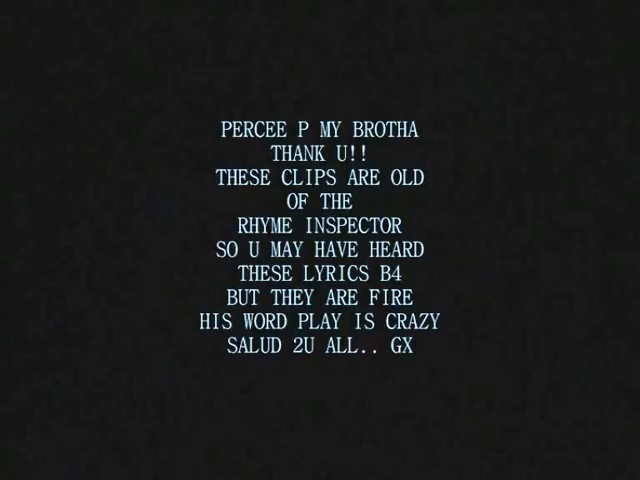 PERCEE P MY BROTHA
THANK U!!
THESE CLIPS ARE OLD
OF THE
RHYME INSPECTOR
SO U MAY HAVE HEARD
THESE LYRICS B4
BUT THEY ARE FIRE
HIS WORD PLAY IS CRAZY
SALUD 2U ALL.. GX